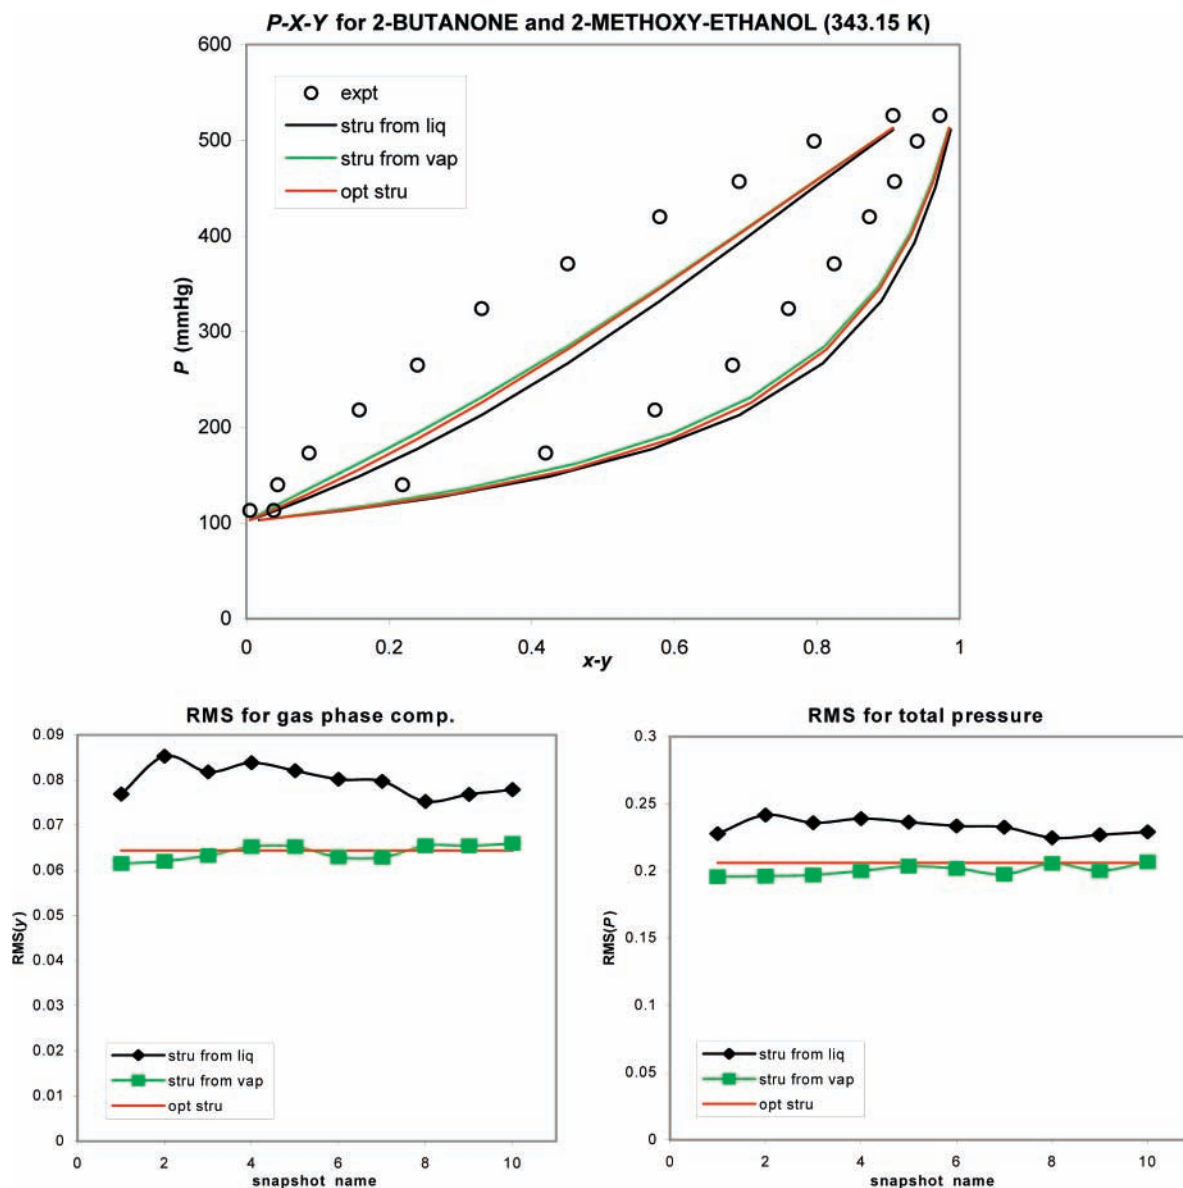 P-X-Y for 2-BUTANONE and 2-METHOXY-ETHANOL (343.15 K)
600
500
400
300
200
100
0
P (mmHg)
expt
stru from liq
stru from vap
opt stru
0 0.2 0.4 0.6 0.8 1
x-y
RMS for gas phase comp.
0.09
0.08
0.07
0.06
0.05
0.04
0.03
0.02
0.01
0
RMS(y)
stru from liq
stru from vap
opt stru
0 2 4 6 8 10
snapshot name
RMS for total pressure
0.3
0.25
0.2
0.15
0.1
0.05
0
RMS(P)
stru from liq
stru from vap
opt stru
0 2 4 6 8 10
snapshot name